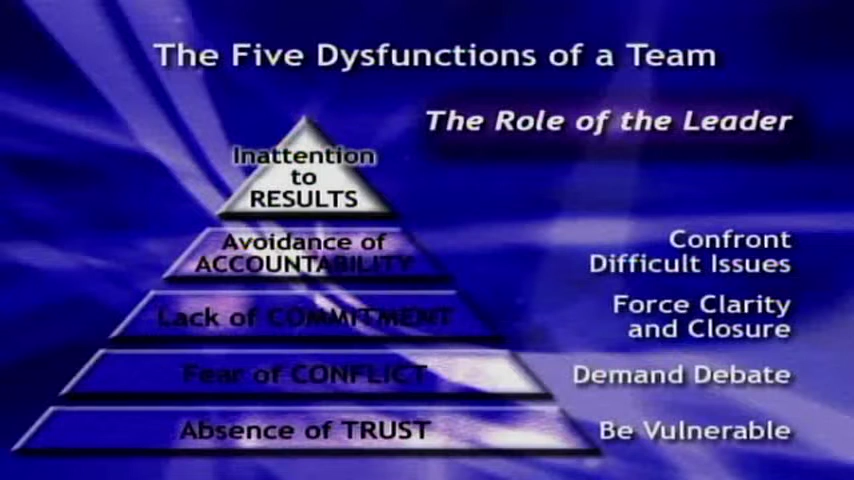 The Five Dysfunctions of a Team
The Role of the Leader
Inattention
to
RESULTS
Avoidance of
ACCOUNTABILITY
Confront
Difficult Issues
Lack of COMMITMENT
Force Clarity
and Closure
Fear of CONFLICT
Demand Debate
Absence of TRUST
Be Vulnerable